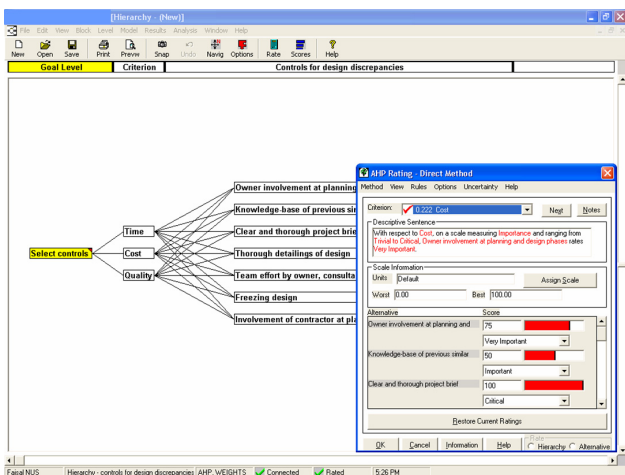 [Hierarchy - (New)]
File Edit View Block Level Model Results Analysis Window Help
New Open Save Print Prevw Snap Undo Navig Options Rate Scores Help
Goal Level Criterion Controls for design discrepancies
Owner involvement at planning
Knowledge-base of previous sim
Time Clear and thorough project brie
Select controls Cost Thorough detailings of design
Quality Team effort by owner, consulta
Freezing design
Involvement of contractor at pla
AHP Rating - Direct Method
Method View Rules Options Uncertainty Help
Criterion: 0.222 Cost Next Notes
Descriptive Sentence
With respect to Cost, on a scale measuring Importance and ranging from
Trivial to Critical, Owner involvement at planning and design phases rates
Very Important.
Scale Information
Units Default Assign Scale
Worst 0.00 Best 100.00
Alternative Score
Owner involvement at planning and 75
Very Important
Knowledge-base of previous similar 50
Important
Clear and thorough project brief 100
Critical
Restore Current Ratings
Rate
OK Cancel Information Help Hierarchy Alternative
Faisal NUS Hierarchy - controls for design discrepancies AHP_WEIGHTS Connected Rated 5:26 PM